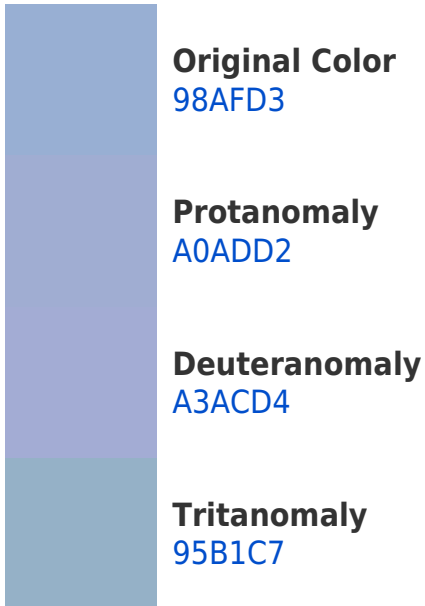 Original Color
98AFD3
Protanomaly
A0ADD2
Deuteranomaly
A3ACD4
Tritanomaly
95B1C7